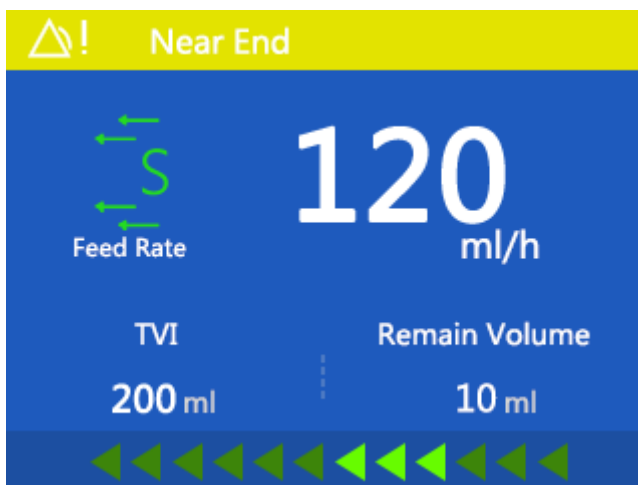 ! Near End
S
120
ml/h
Feed Rate
TVI Remain Volume
200 ml 10 ml